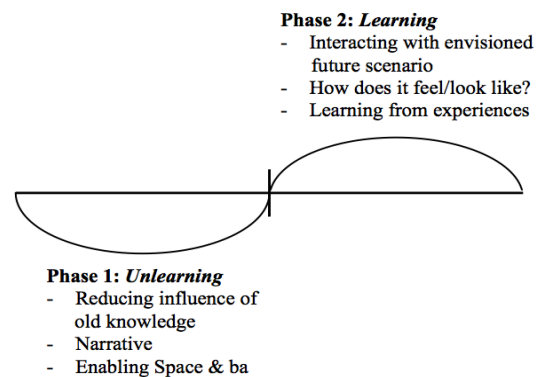 Phase 2: Learning
- Interacting with envisioned
future scenario
- How does it feel/look like?
- Learning from experiences
Phase 1: Unlearning
- Reducing influence of
old knowledge
- Narrative
- Enabling Space & ba